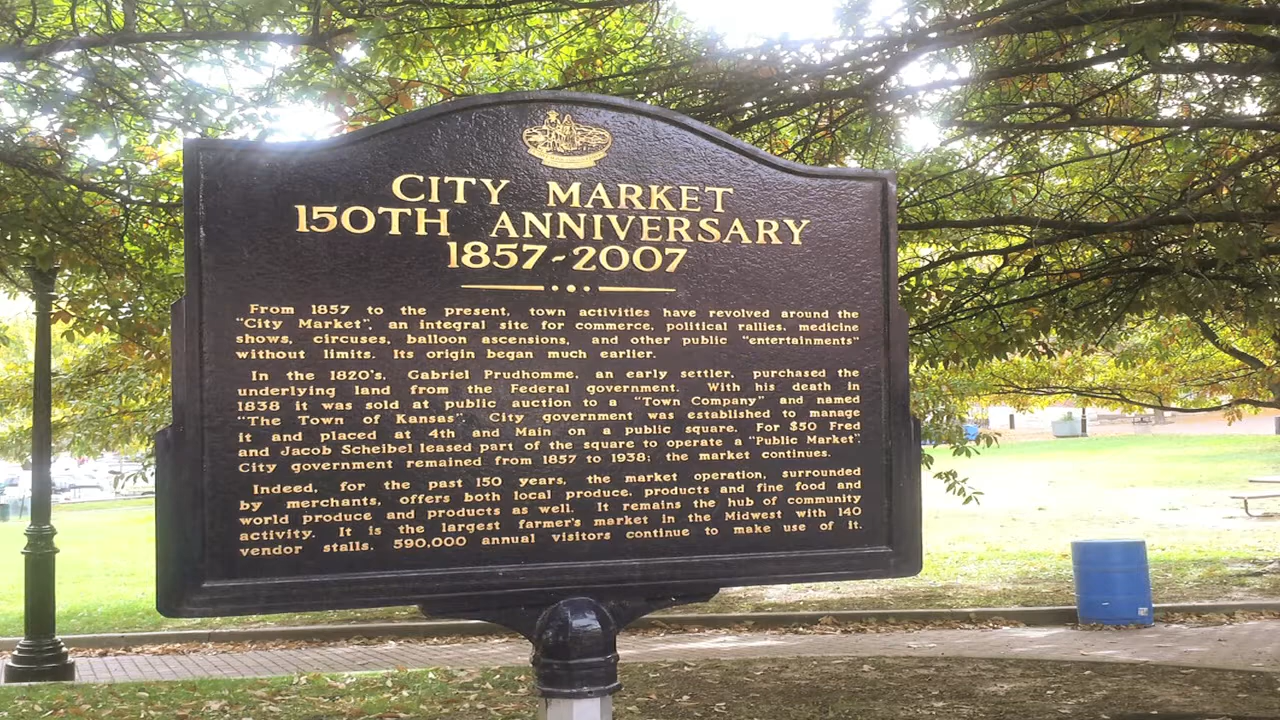 CITY MARKET
150TH ANNIVERSARY
1857-2007
From 1857 to the present, town activities have revolved around the
"City Market", an integral site for commerce, political rallies, medicine
shows, circuses, balloon ascensions, and other public "entertainments"
without limits. Its origin began much earlier.
In the 1820's, Gabriel Prudhomme, an early settler, purchased the
underlying land from the Federal government. With his death in
1838 it was sold at public auction to a "Town Company" and named
"The Town of Kansas". City government was established to manage
it and placed at 4th and Main on a public square. For $50 Fred
and Jacob Scheibel leased part of the square to operate a "Public Market".
City government remained from 1857 to 1938; the market continues.
Indeed, for the past 150 years, the market operation, surrounded
by merchants, offers both local produce, products and fine food and
world produce and products as well. It remains the hub of community
activity. It is the largest farmer's market in the Midwest with 140
vendor stalls. 590,000 annual visitors continue to make use of it.